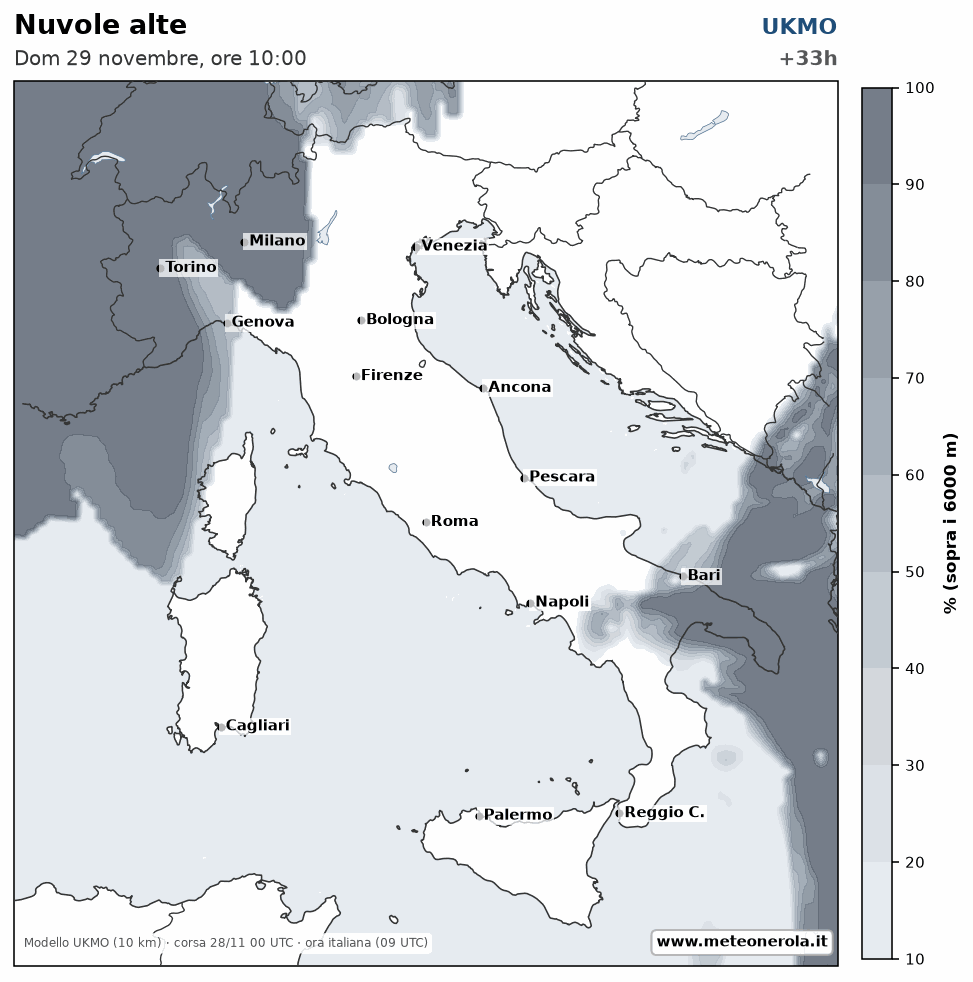 Nuvole alte
UKMO
Dom 29 novembre, ore 10:00
+33h
100
90
80
70
60
50
40
30
20
10
% (sopra i 6000 m)
Milano
Venezia
Torino
Genova
Bologna
Firenze
Ancona
Pescara
Roma
Bari
Napoli
Cagliari
Palermo
Reggio C.
Modello UKMO (10 km) · corsa 28/11 00 UTC · ora italiana (09 UTC)
www.meteonerola.it